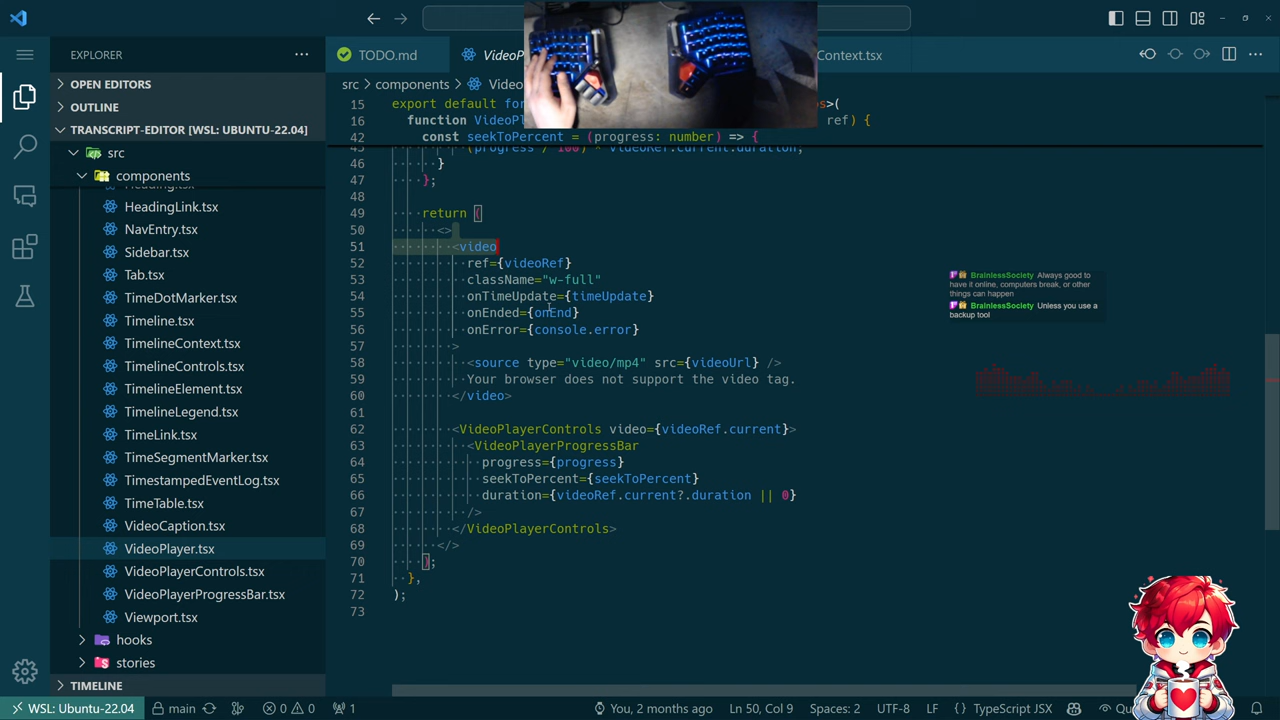 EXPLORER
OPEN EDITORS
OUTLINE
TRANSCRIPT-EDITOR [WSL: UBUNTU-22.04]
src
components
HeadingLink.tsx
NavEntry.tsx
Sidebar.tsx
Tab.tsx
TimeDotMarker.tsx
Timeline.tsx
TimelineContext.tsx
TimelineControls.tsx
TimelineElement.tsx
TimelineLegend.tsx
TimeLink.tsx
TimeSegmentMarker.tsx
TimestampedEventLog.tsx
TimeTable.tsx
VideoCaption.tsx
VideoPlayer.tsx
VideoPlayerControls.tsx
VideoPlayerProgressBar.tsx
Viewport.tsx
hooks
stories
TIMELINE
TODO.md
Context.tsx
src components
15 export default
16 function ref) {
42 const seekToPercent = (progress: number) => {
46 }
47 };
48
49 return (
50 <>
51 <video
52 ref={videoRef}
53 className="w-full"
54 onTimeUpdate={timeUpdate}
55 onEnded={onEnd}
56 onError={console.error}
57 >
58 <source type="video/mp4" src={videoUrl} />
59 Your browser does not support the video tag.
60 </video>
61
62 <VideoPlayerControls video={videoRef.current}>
63 <VideoPlayerProgressBar
64 progress={progress}
65 seekToPercent={seekToPercent}
66 duration={videoRef.current?.duration || 0}
67 />
68 </VideoPlayerControls>
69 </>
70 );
71 },
72 );
73
BrainlessSociety Always good to
have it online, computers break, or other
things can happen
BrainlessSociety Unless you use a
backup tool
WSL: Ubuntu-22.04 main 0 0 1 You, 2 months ago Ln 50, Col 9 Spaces: 2 UTF-8 LF {} TypeScript JSX